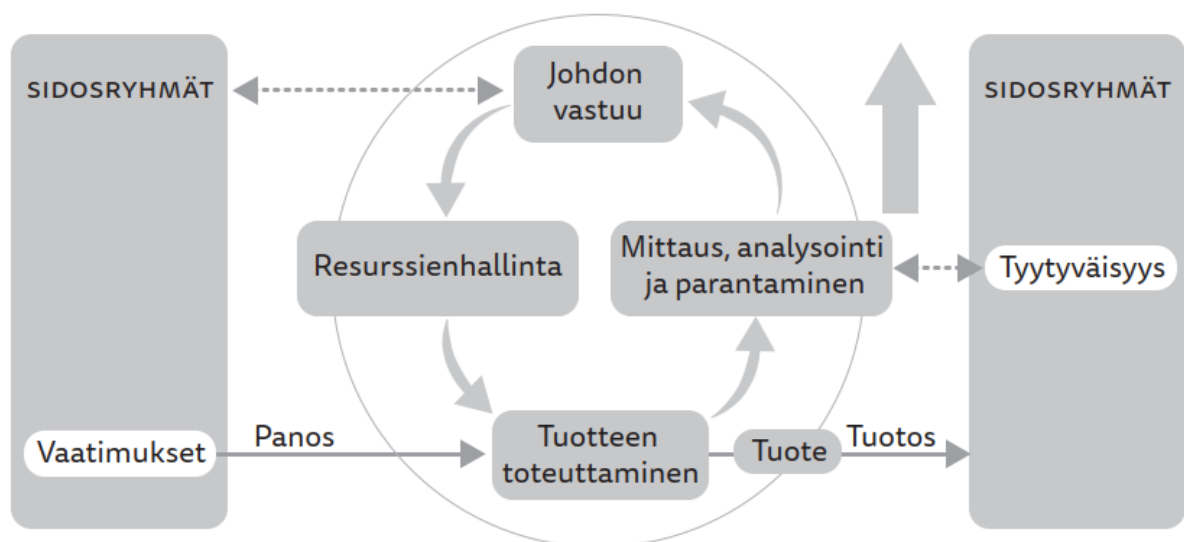 SIDOSRYHMÄT
Johdon
vastuu
SIDOSRYHMÄT
Resurssienhallinta
Mittaus, analysointi
ja parantaminen
Tyytyväisyys
Vaatimukset
Panos
Tuotteen
toteuttaminen
Tuote
Tuotos